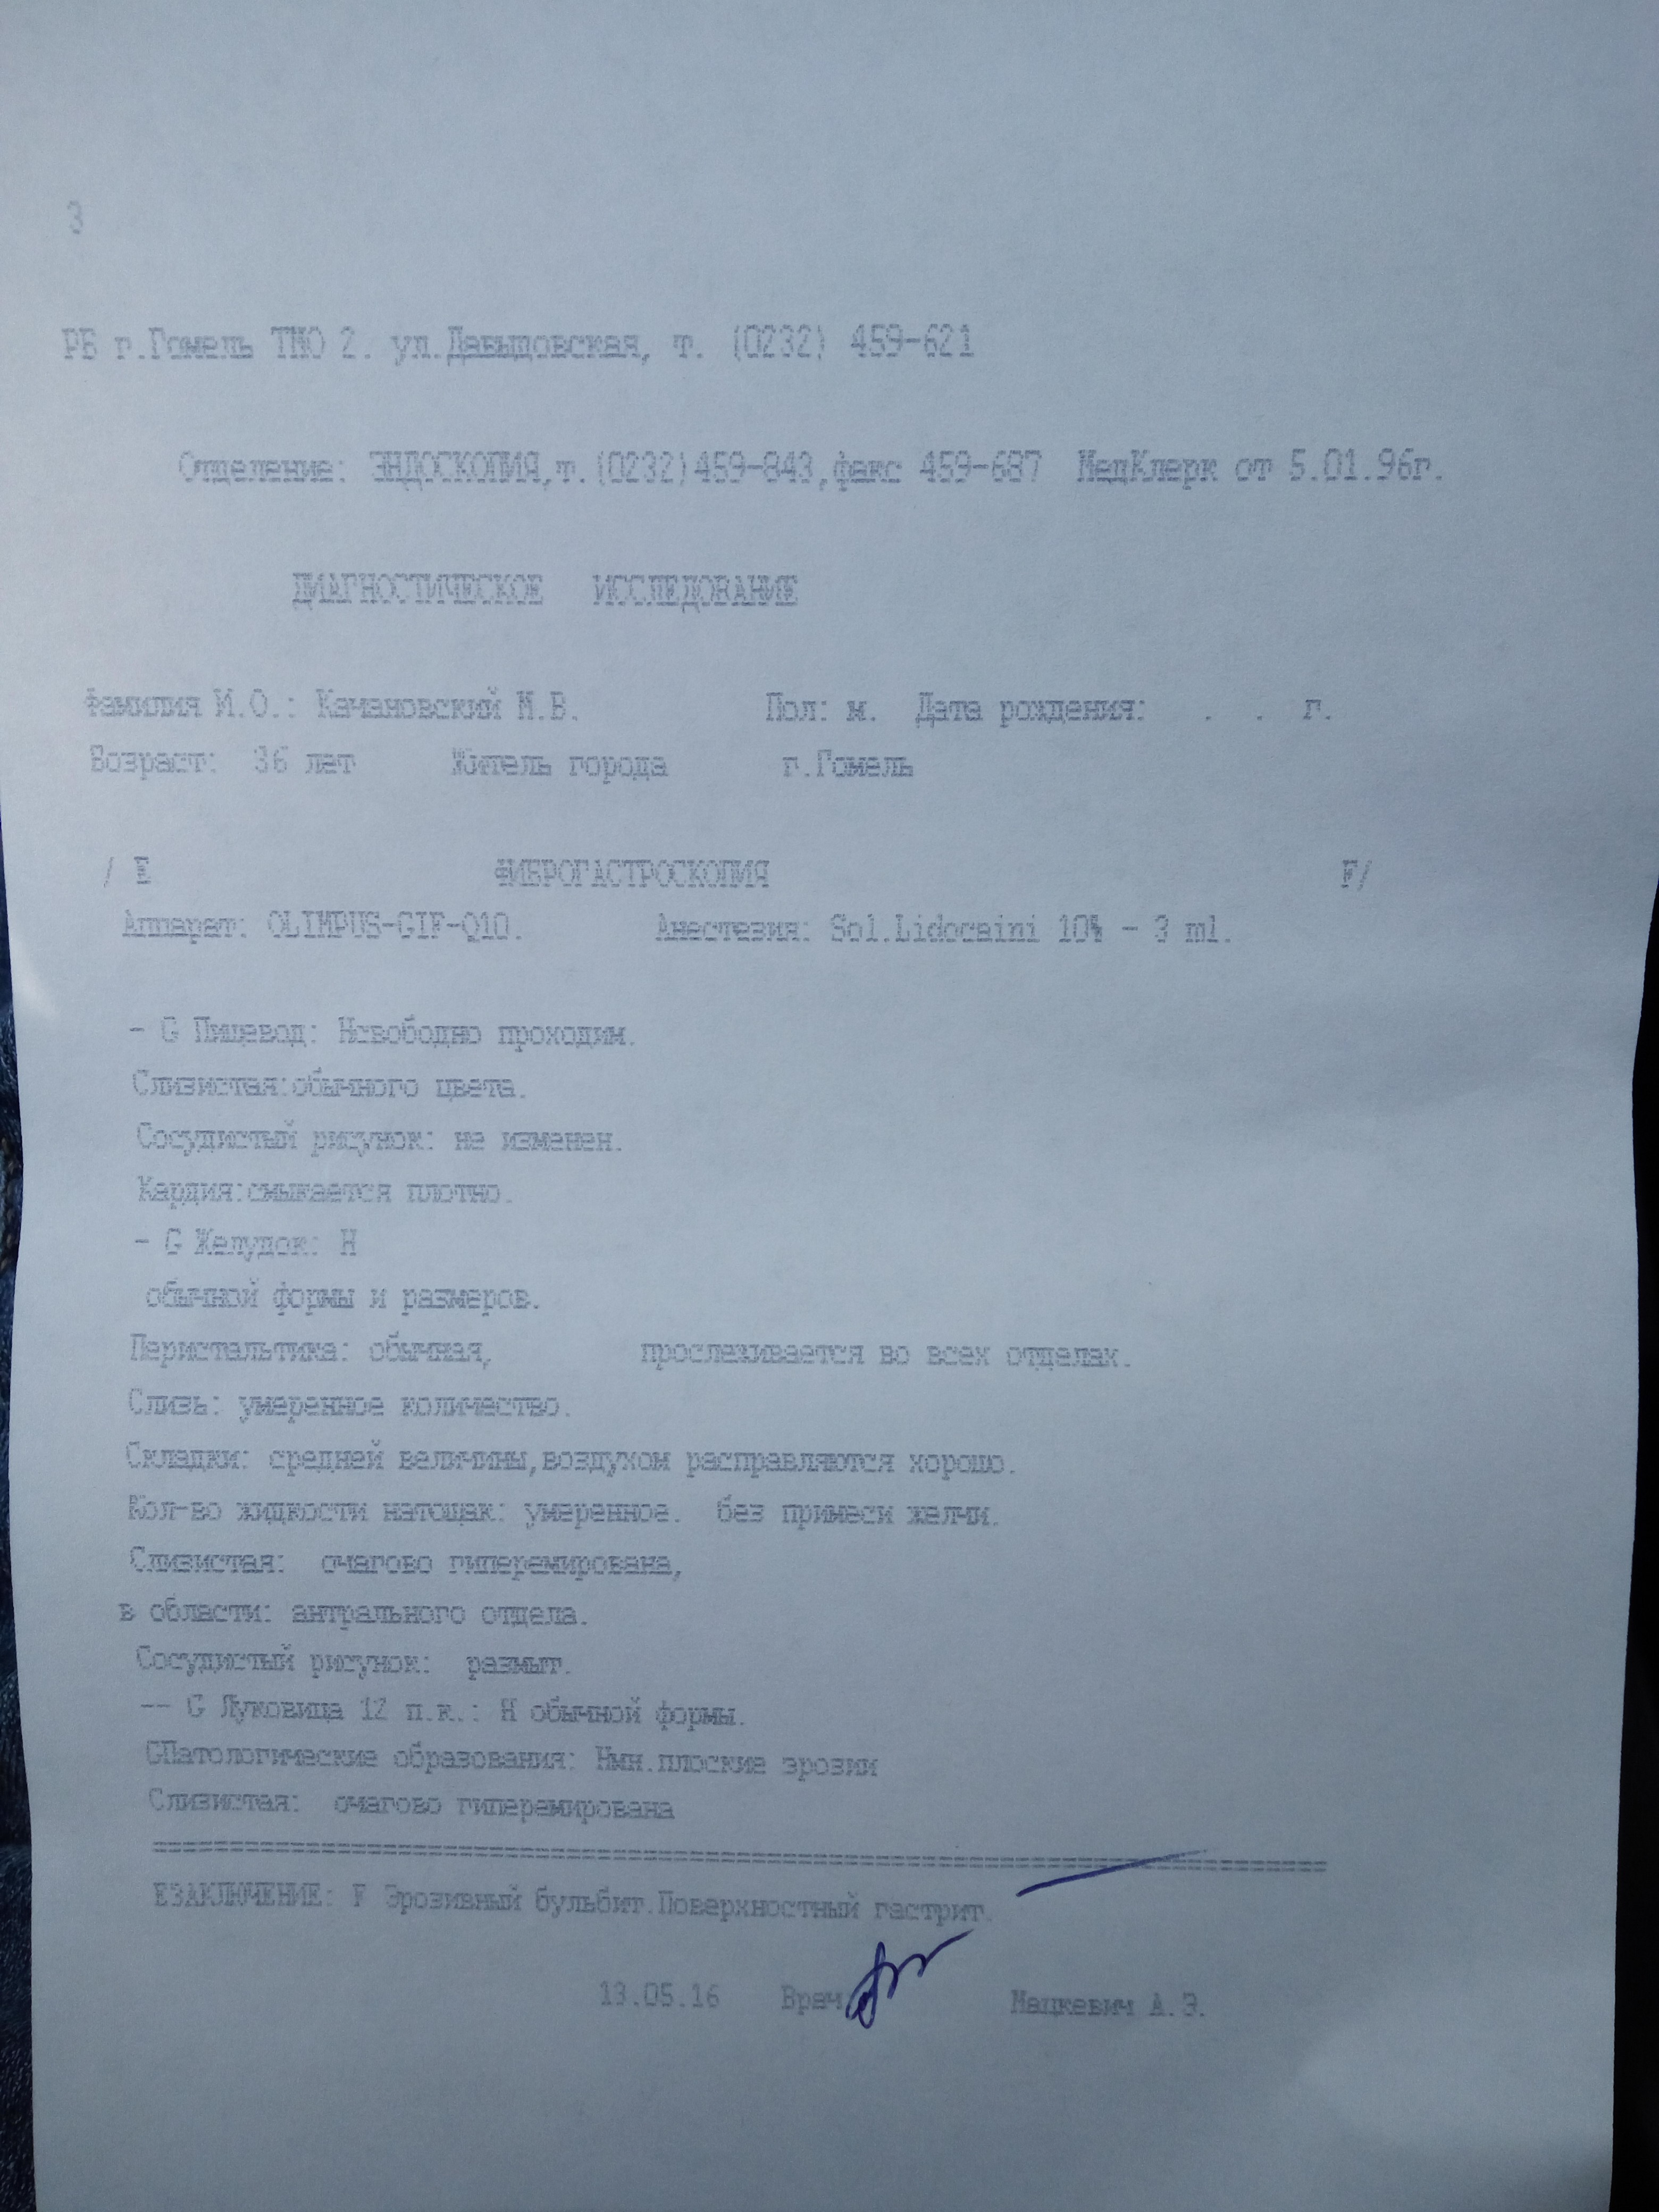 3
РБ г.Гомель ТМО 2. ул.Давыдовская, т. (0232) 459-621
Отделение: ЭНДОСКОПИЯ,т.(0232)459-843,факс 459-687 МедКлерк от 5.01.96г.
ДИАГНОСТИЧЕСКОЕ ИССЛЕДОВАНИЕ
Фамилия И.О.: Качановский М.В. Пол: м. Дата рождения: . . г.
Возраст: 36 лет Житель города г.Гомель
/ E ФИБРОГАСТРОСКОПИЯ F/
Аппарат: OLIMPUS-GIF-Q10. Анестезия: Sol.Lidocaini 10% - 3 ml.
- G Пищевод: Hсвободно проходим.
Слизистая:обычного цвета.
Сосудистый рисунок: не изменен.
Кардия:смыкается плотно.
- G Желудок: H
обычной формы и размеров.
Перистальтика: обычная, прослеживается во всех отделах.
Слизь: умеренное количество.
Складки: средней величины,воздухом расправляются хорошо.
Кол-во жидкости натощак: умеренное. без примеси желчи.
Слизистая: очагово гиперемирована,
в области: антрального отдела.
Сосудистый рисунок: размыт.
-- G Луковица 12 п.к.: H обычной формы.
GПатологические образования: Hмн.плоские эрозии
Слизистая: очагово гиперемирована
EЗАКЛЮЧЕНИЕ: F Эрозивный бульбит.Поверхностный гастрит.
13.05.16 Врач Мацкевич А.Э.